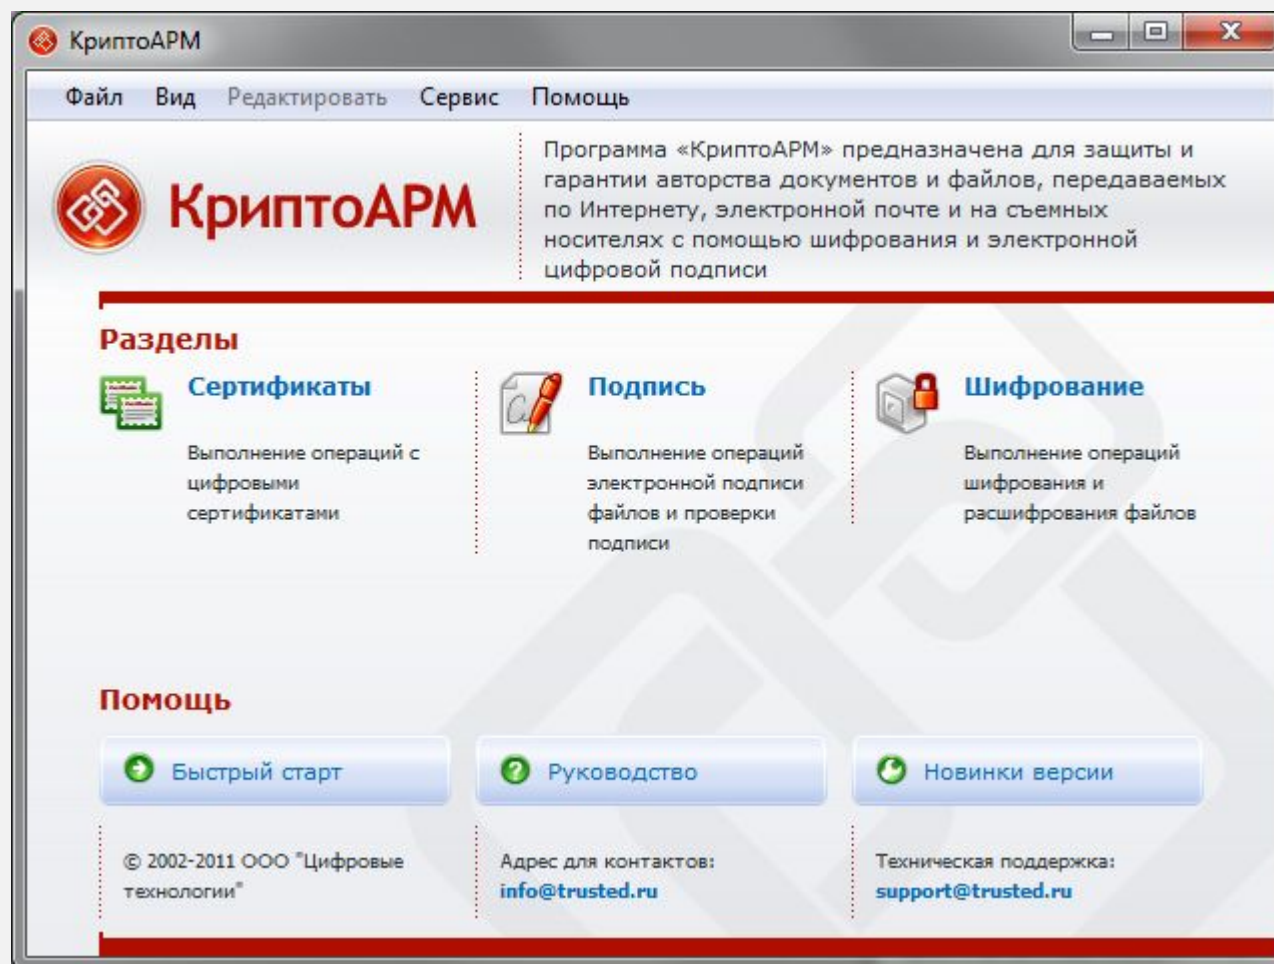 КриптоАРМ
Файл Вид Редактировать Сервис Помощь
КриптоАРМ
Программа «КриптоАРМ» предназначена для защиты и
гарантии авторства документов и файлов, передаваемых
по Интернету, электронной почте и на съемных
носителях с помощью шифрования и электронной
цифровой подписи
Разделы
Сертификаты
Выполнение операций с
цифровыми
сертификатами
Подпись
Выполнение операций
электронной подписи
файлов и проверки
подписи
Шифрование
Выполнение операций
шифрования и
расшифрования файлов
Помощь
Быстрый старт
Руководство
Новинки версии
© 2002-2011 ООО "Цифровые
технологии"
Адрес для контактов:
info@trusted.ru
Техническая поддержка:
support@trusted.ru